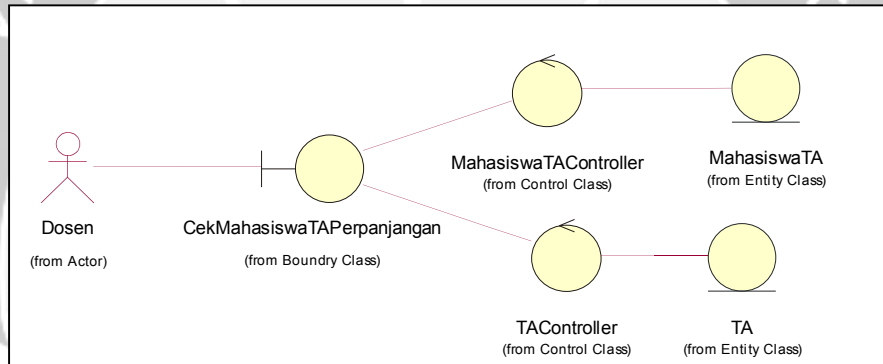 MahasiswaTAController
(from Control Class)
MahasiswaTA
(from Entity Class)
Dosen
(from Actor)
CekMahasiswaTAPerpanjangan
(from Boundry Class)
TAController
(from Control Class)
TA
(from Entity Class)